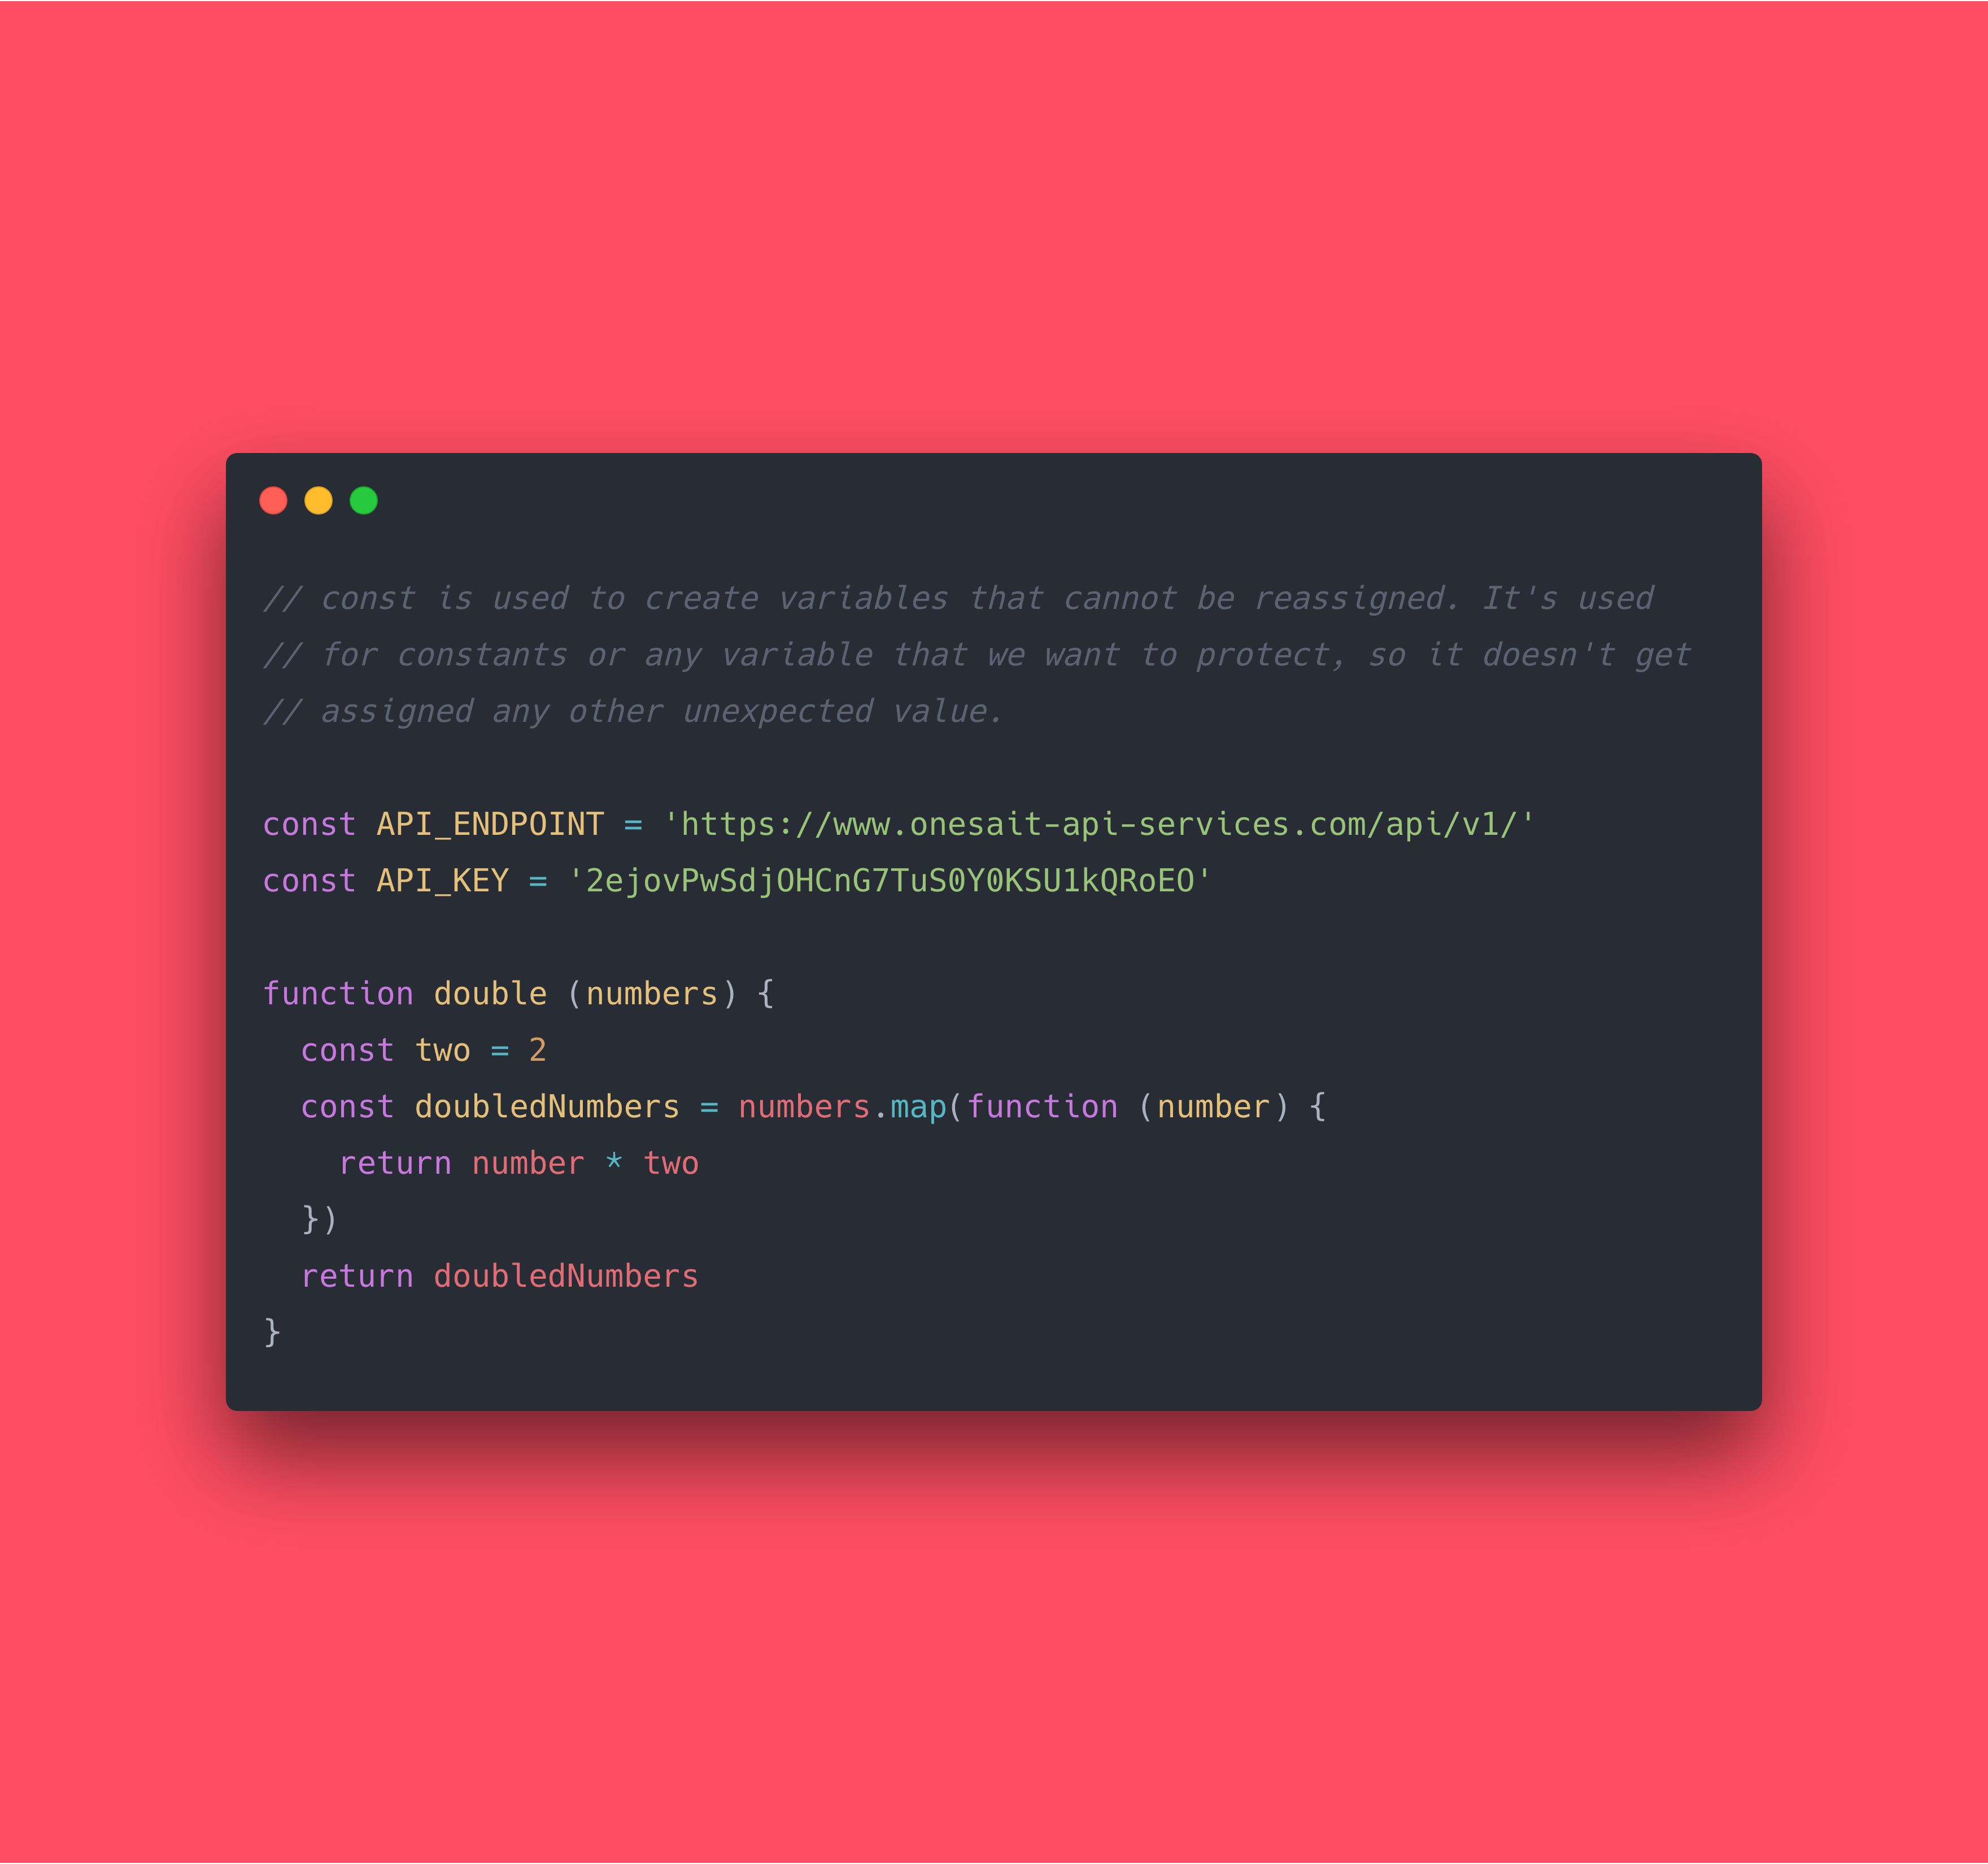 // const is used to create variables that cannot be reassigned. It's used
// for constants or any variable that we want to protect, so it doesn't get
// assigned any other unexpected value.
const API_ENDPOINT = 'https://www.onesait-api-services.com/api/v1/'
const API_KEY = '2ejovPwSdjOHCnG7TuS0Y0KSU1kQRoEO'
function double (numbers) {
  const two = 2
  const doubledNumbers = numbers.map(function (number) {
    return number * two
  })
  return doubledNumbers
}